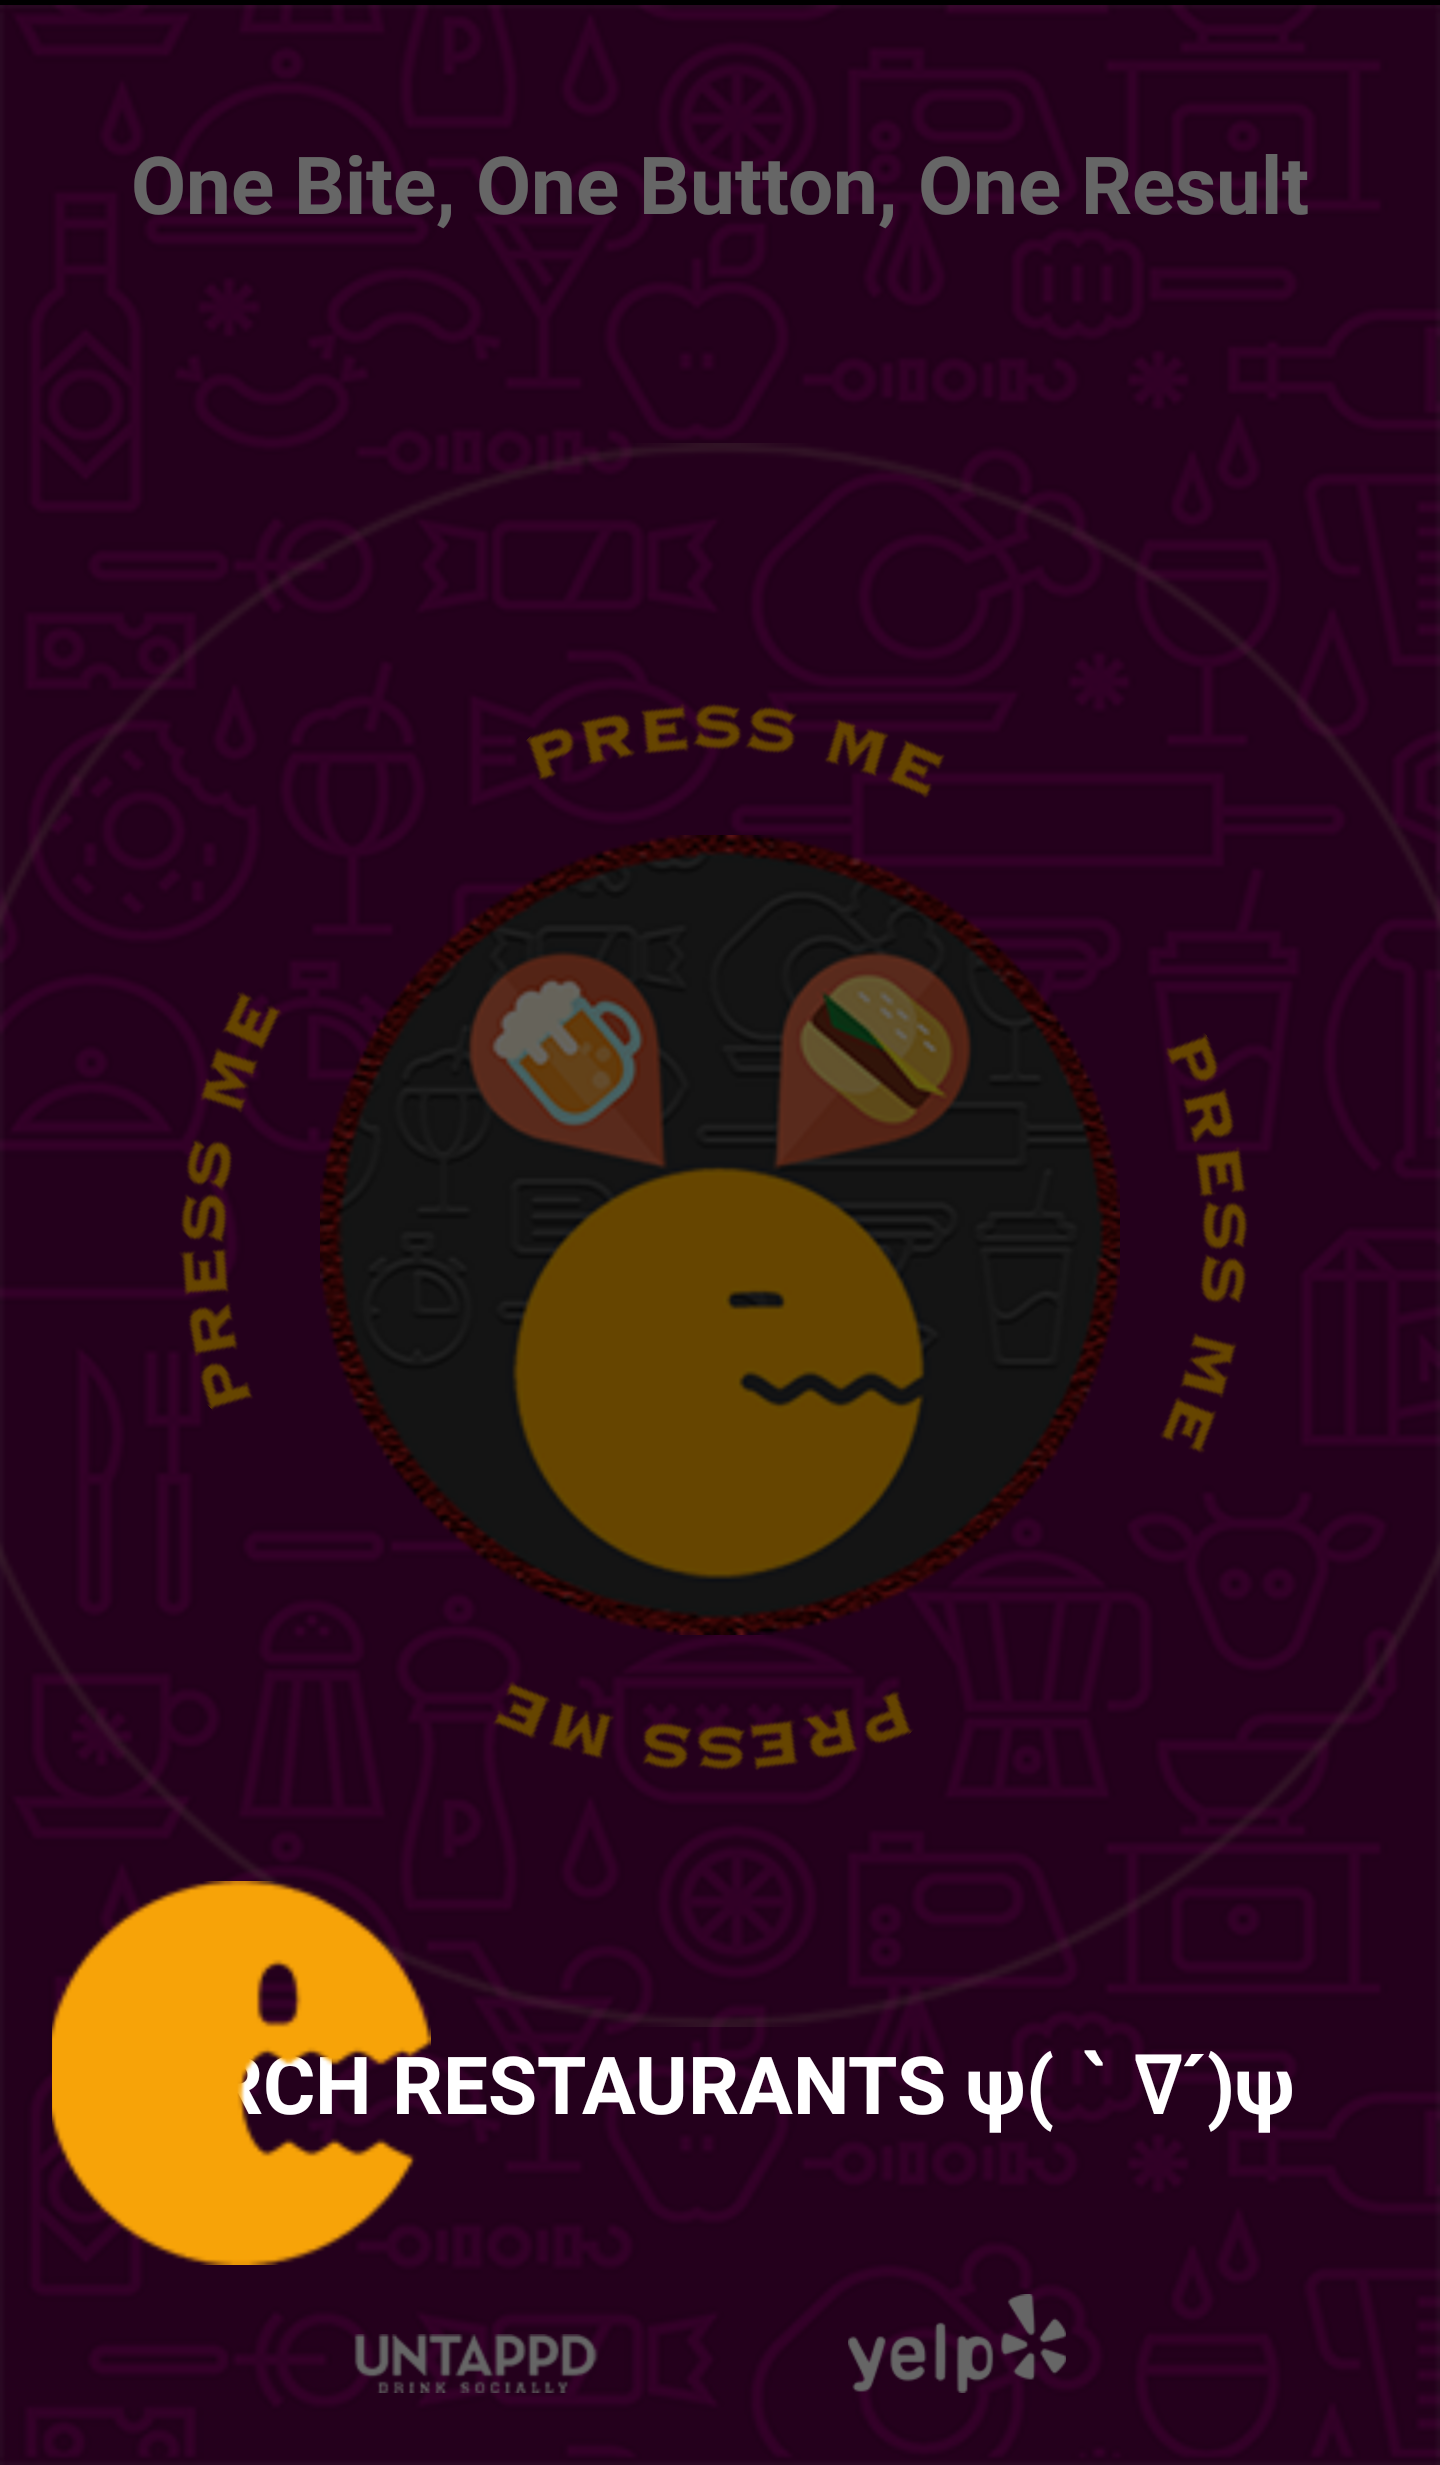 One Bite, One Button, One Result
PRESS ME
PRESS ME
PRESS ME
PRESS ME
RCH RESTAURANTS ψ( ` ∇´)ψ
UNTAPPD
DRINK SOCIALLY
yelp